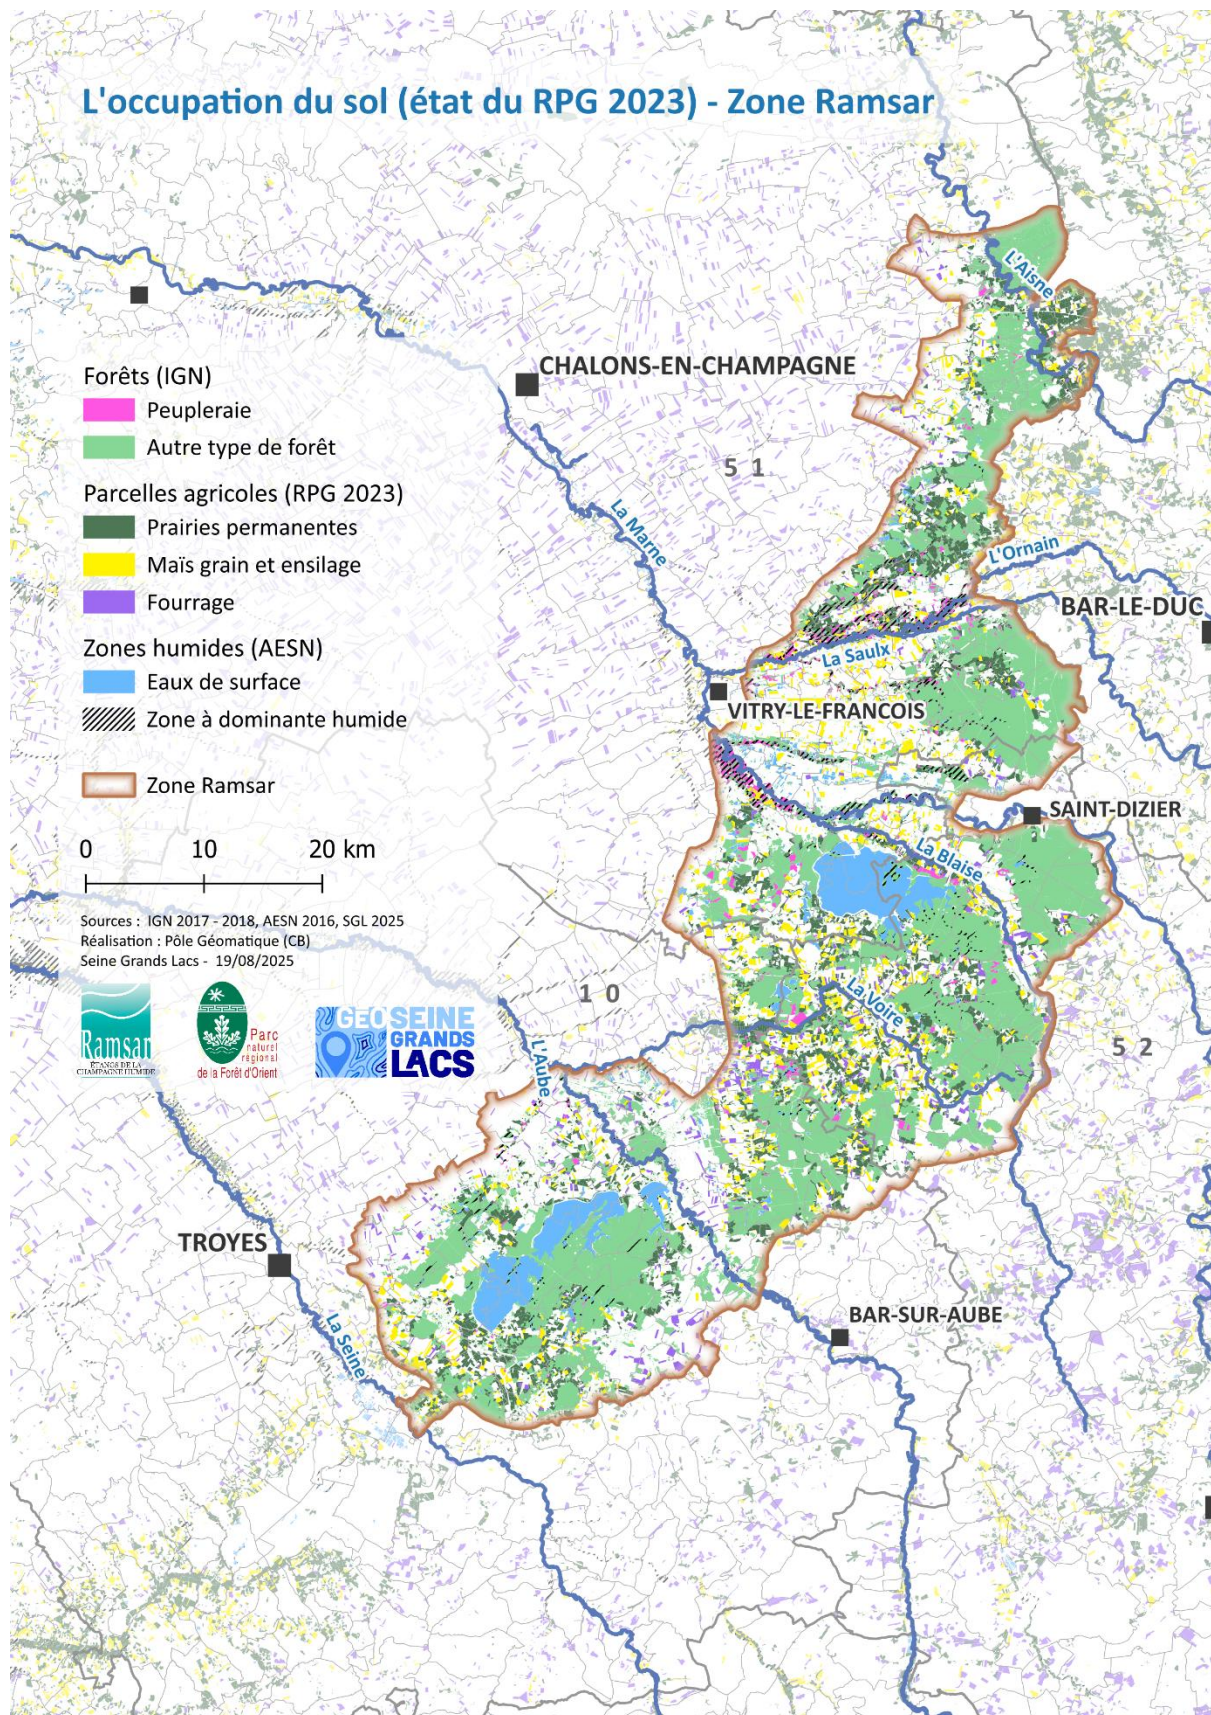 L'occupation du sol (état du RPG 2023) - Zone Ramsar
L'Aisne
CHALONS-EN-CHAMPAGNE
Forêts (IGN)
Peupleraie
Autre type de forêt
5 1
Parcelles agricoles (RPG 2023)
Prairies permanentes
La Marne
L'Ornain
Maïs grain et ensilage
Fourrage
BAR-LE-DUC
Zones humides (AESN)
La Saulx
Eaux de surface
Zone à dominante humide
VITRY-LE-FRANCOIS
Zone Ramsar
SAINT-DIZIER
0 10 20 km
La Blaise
Sources : IGN 2017 - 2018, AESN 2016, SGL 2025
Réalisation : Pôle Géomatique (CB)
Seine Grands Lacs - 19/08/2025
1 0
La Voire
Ramsar
ÉTANGS DE LA
CHAMPAGNE HUMIDE
Parc
naturel
régional
de la Forêt d'Orient
GEOSEINE
GRANDS
LACS
5 2
L'Aube
TROYES
La Seine
BAR-SUR-AUBE